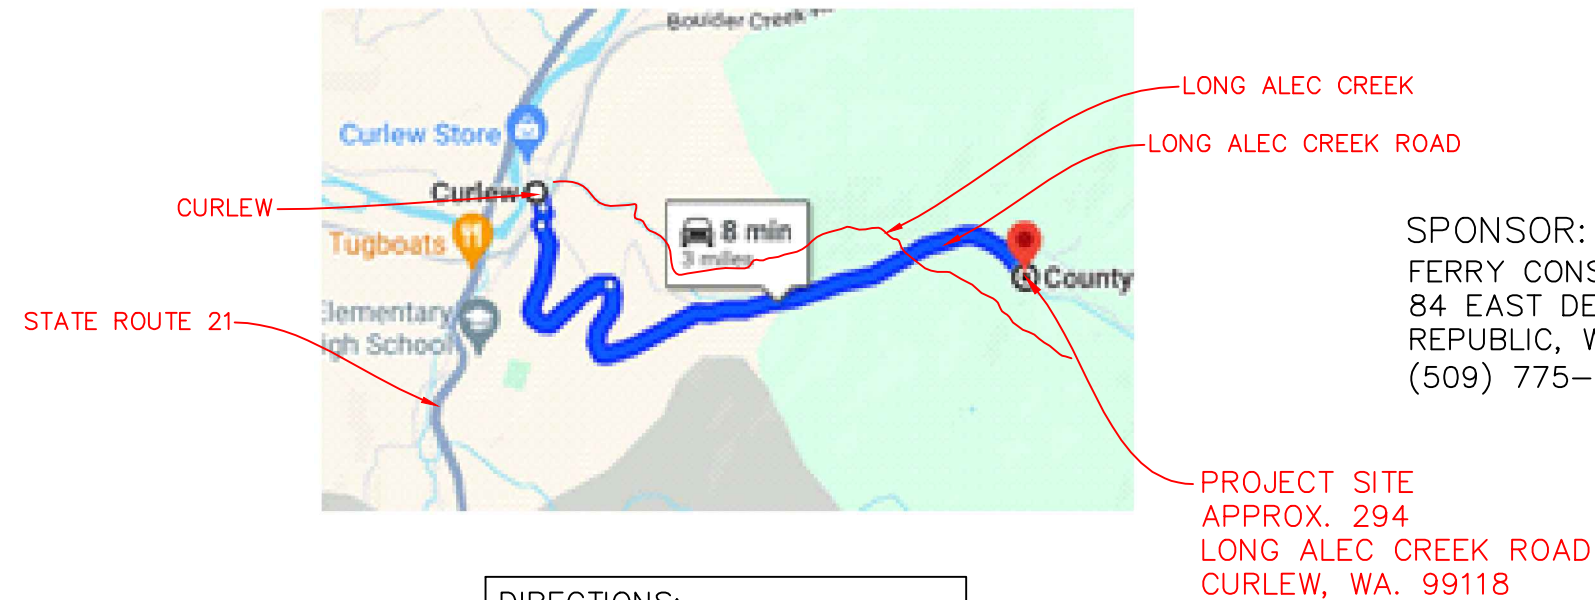 Boulder Creek
LONG ALEC CREEK
LONG ALEC CREEK ROAD
Curlew Store
Curlew
CURLEW
8 min
3 miles
Tugboats
County
SPONSOR:
FERRY CONS
84 EAST DE
REPUBLIC, W
(509) 775-
STATE ROUTE 21
Elementary
igh School
PROJECT SITE
APPROX. 294
LONG ALEC CREEK ROAD
CURLEW, WA. 99118
DIRECTIONS: